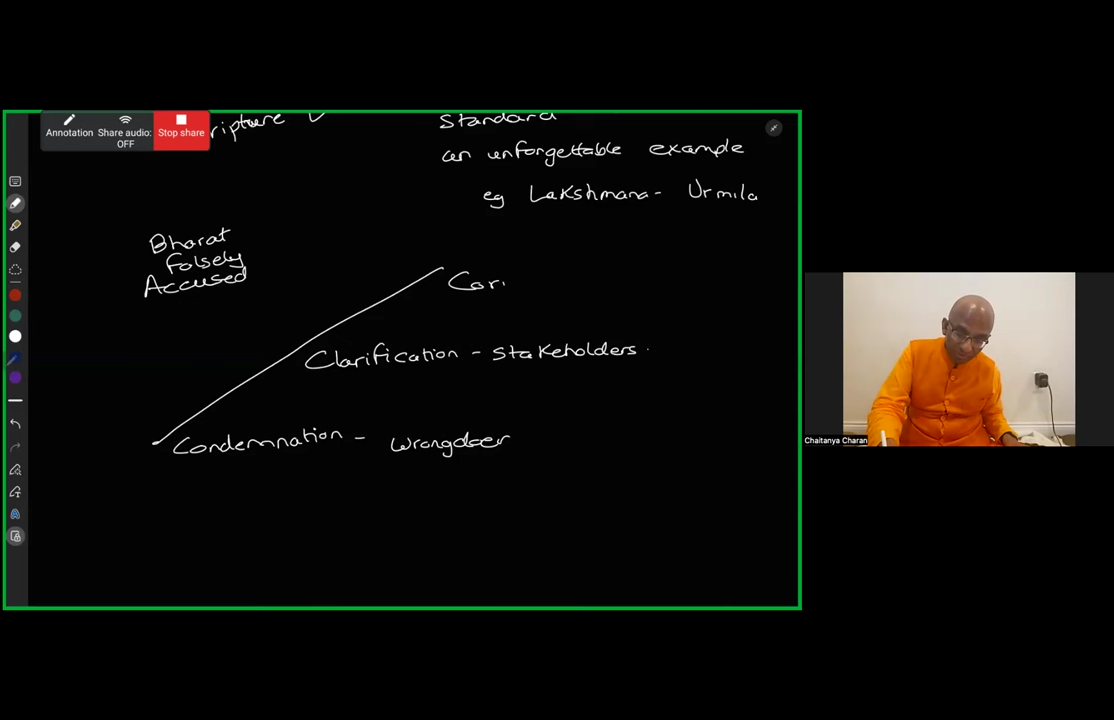 Annotation
Share audio: OFF
Stop share
ripture
Standard
an unforgettable example
eg Lakshmana - Urmila
Bharat
Falsely
Accused
Cari
Clarification - Stakeholders
Condemnation - wrongdoer
Chaitanya Charan